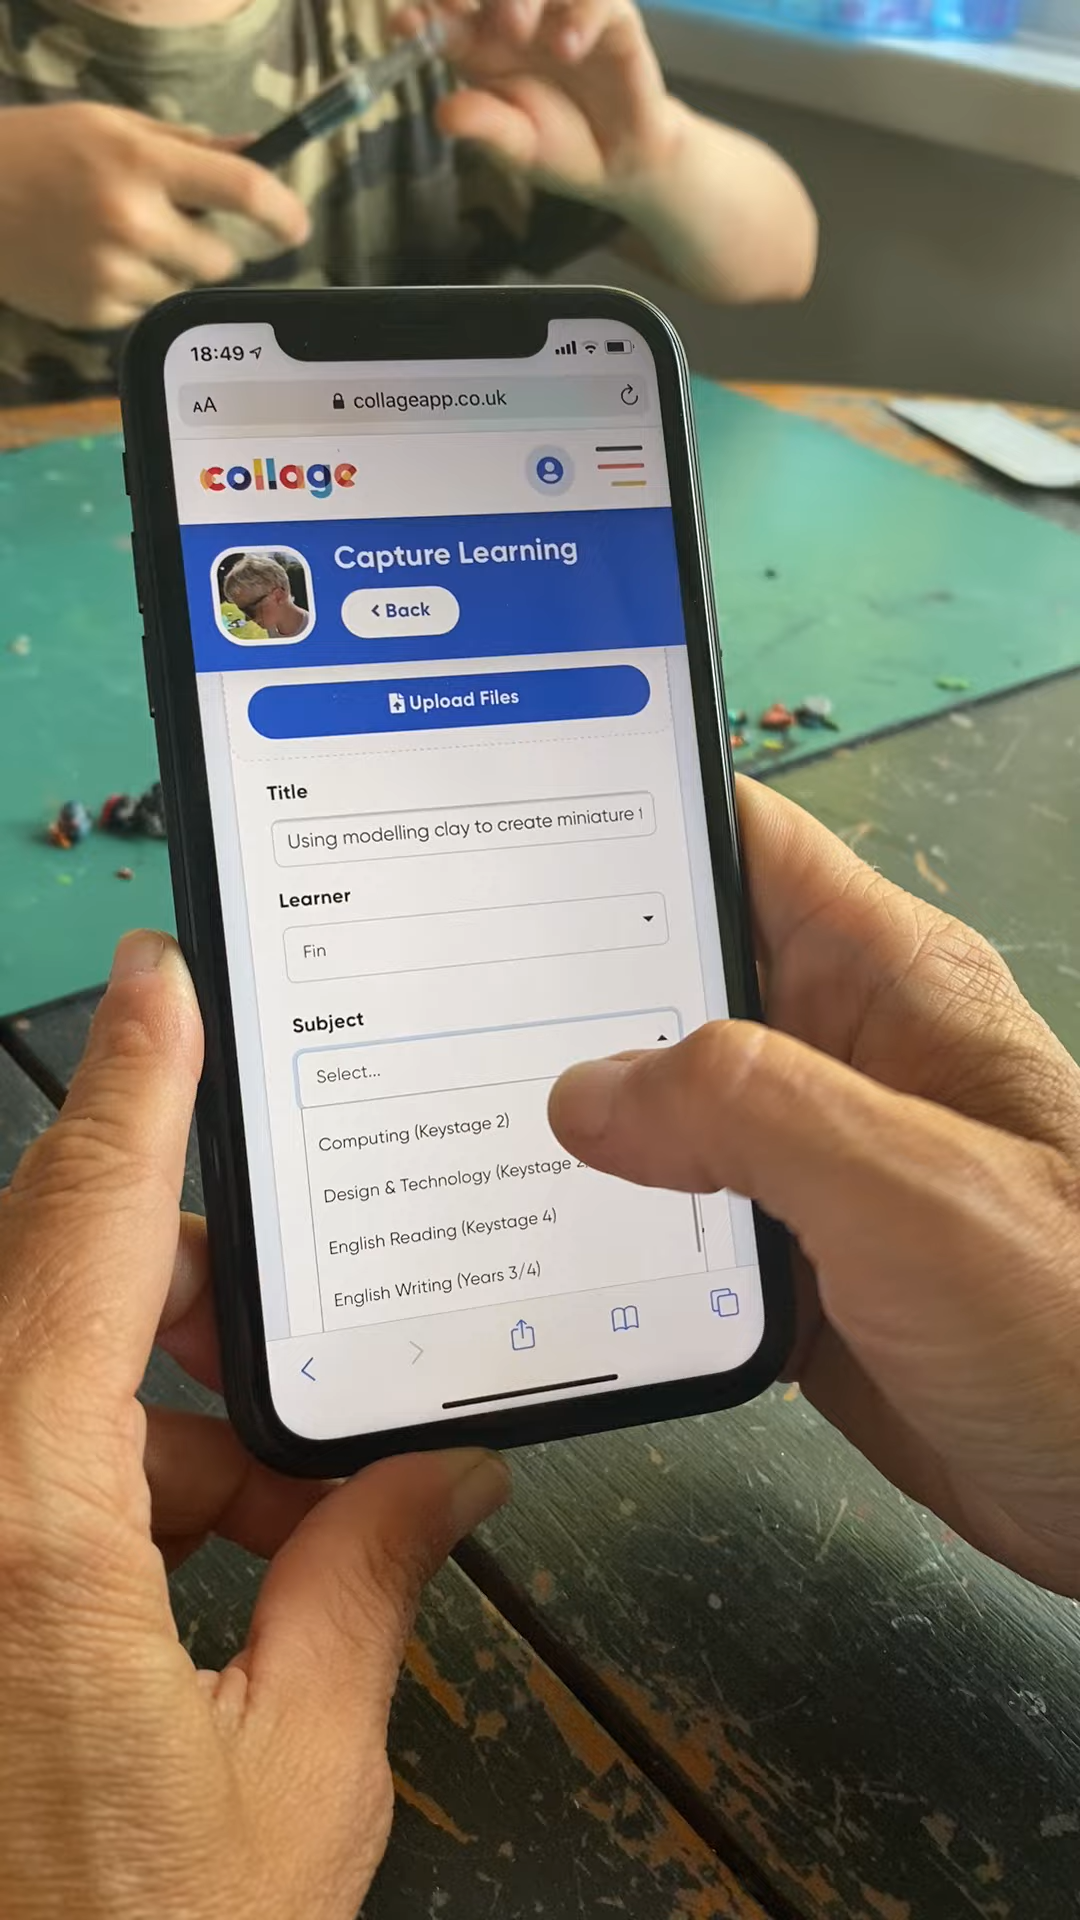 18:49
AA collageapp.co.uk
collage
Capture Learning
Back
Upload Files
Title
Using modelling clay to create miniature
Learner
Fin
Subject
Select...
Computing (Keystage 2)
Design & Technology (Keystage
English Reading (Keystage 4)
English Writing (Years 3/4)